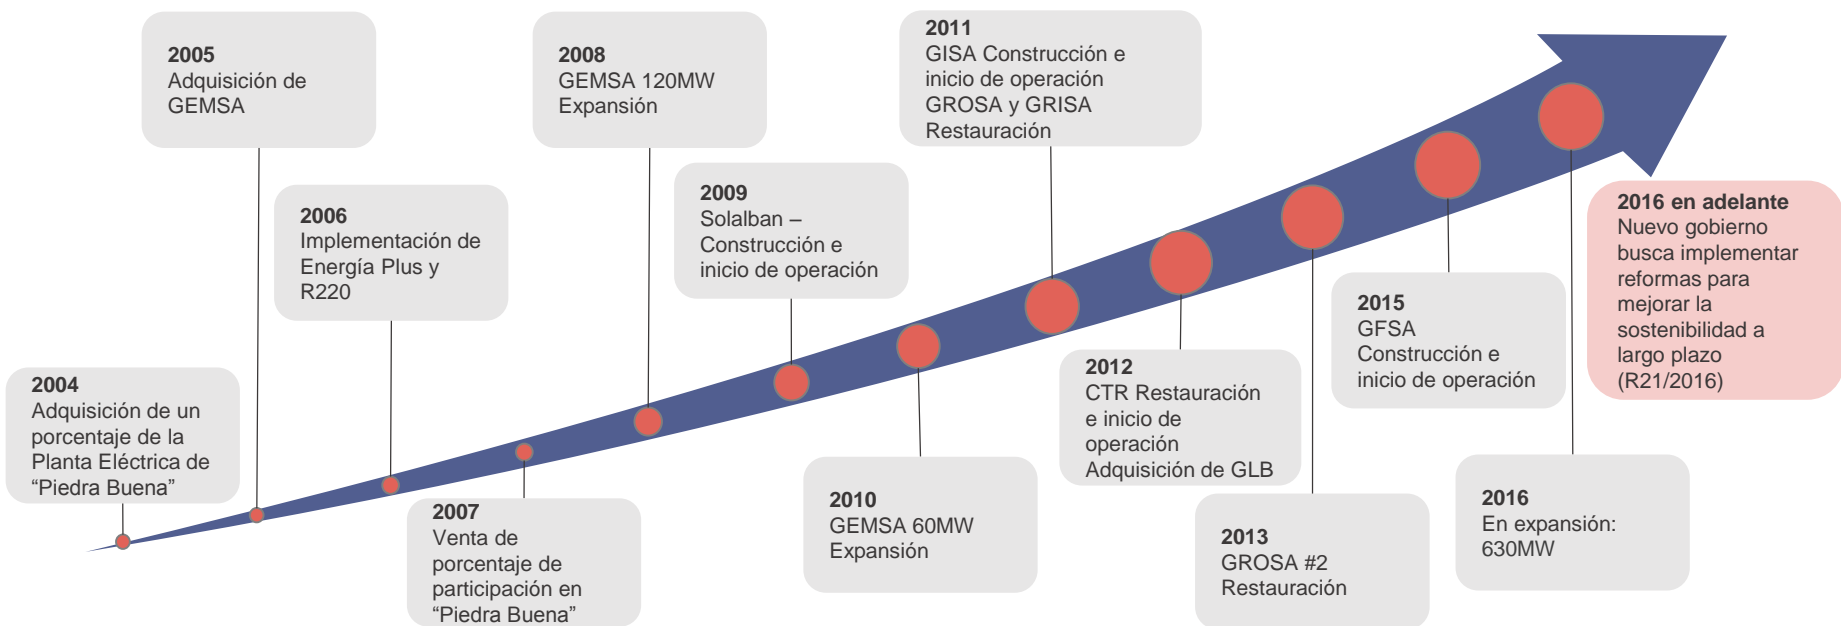 2004
Adquisición de un
porcentaje de la
Planta Eléctrica de
“Piedra Buena”
2005
Adquisición de
GEMSA
2006
Implementación de
Energía Plus y
R220
2007
Venta de
porcentaje de
participación en
“Piedra Buena”
2008
GEMSA 120MW
Expansión
2009
Solalban –
Construcción e
inicio de operación
2010
GEMSA 60MW
Expansión
2011
GISA Construcción e
inicio de operación
GROSA y GRISA
Restauración
2012
CTR Restauración
e inicio de
operación
Adquisición de GLB
2013
GROSA #2
Restauración
2015
GFSA
Construcción e
inicio de operación
2016
En expansión:
630MW
2016 en adelante
Nuevo gobierno
busca implementar
reformas para
mejorar la
sostenibilidad a
largo plazo
(R21/2016)